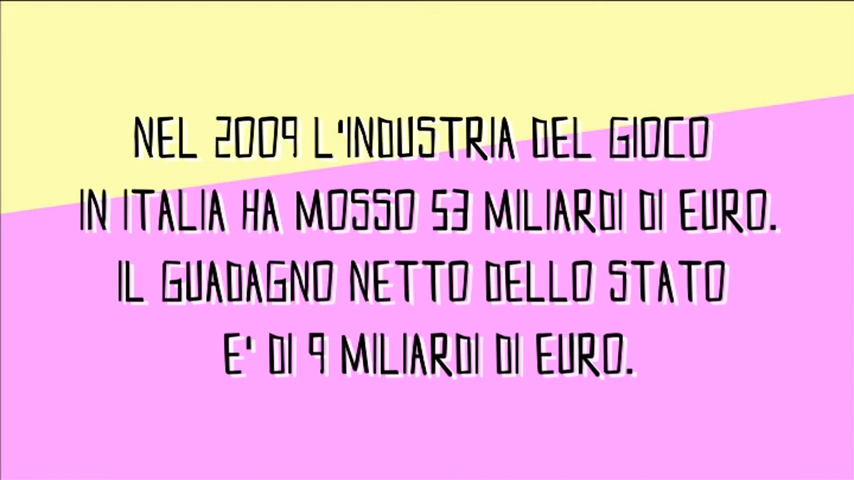 NEL 2009 L'INDUSTRIA DEL GIOCO
IN ITALIA HA MOSSO 53 MILIARDI DI EURO.
IL GUADAGNO NETTO DELLO STATO
E' DI 9 MILIARDI DI EURO.